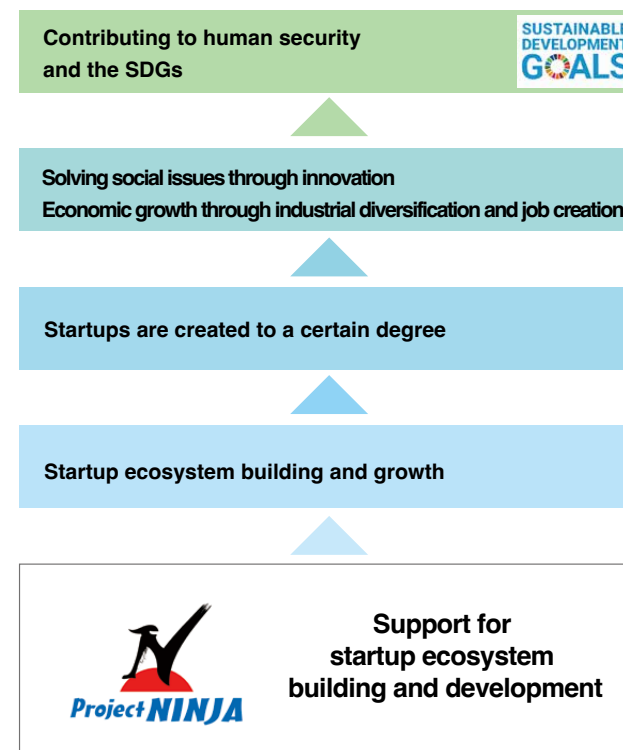 Contributing to human security
and the SDGs
SUSTAINABLE
DEVELOPMENT
GOALS
Solving social issues through innovation
Economic growth through industrial diversification and job creation
Startups are created to a certain degree
Startup ecosystem building and growth
Project NINJA
Support for
startup ecosystem
building and development